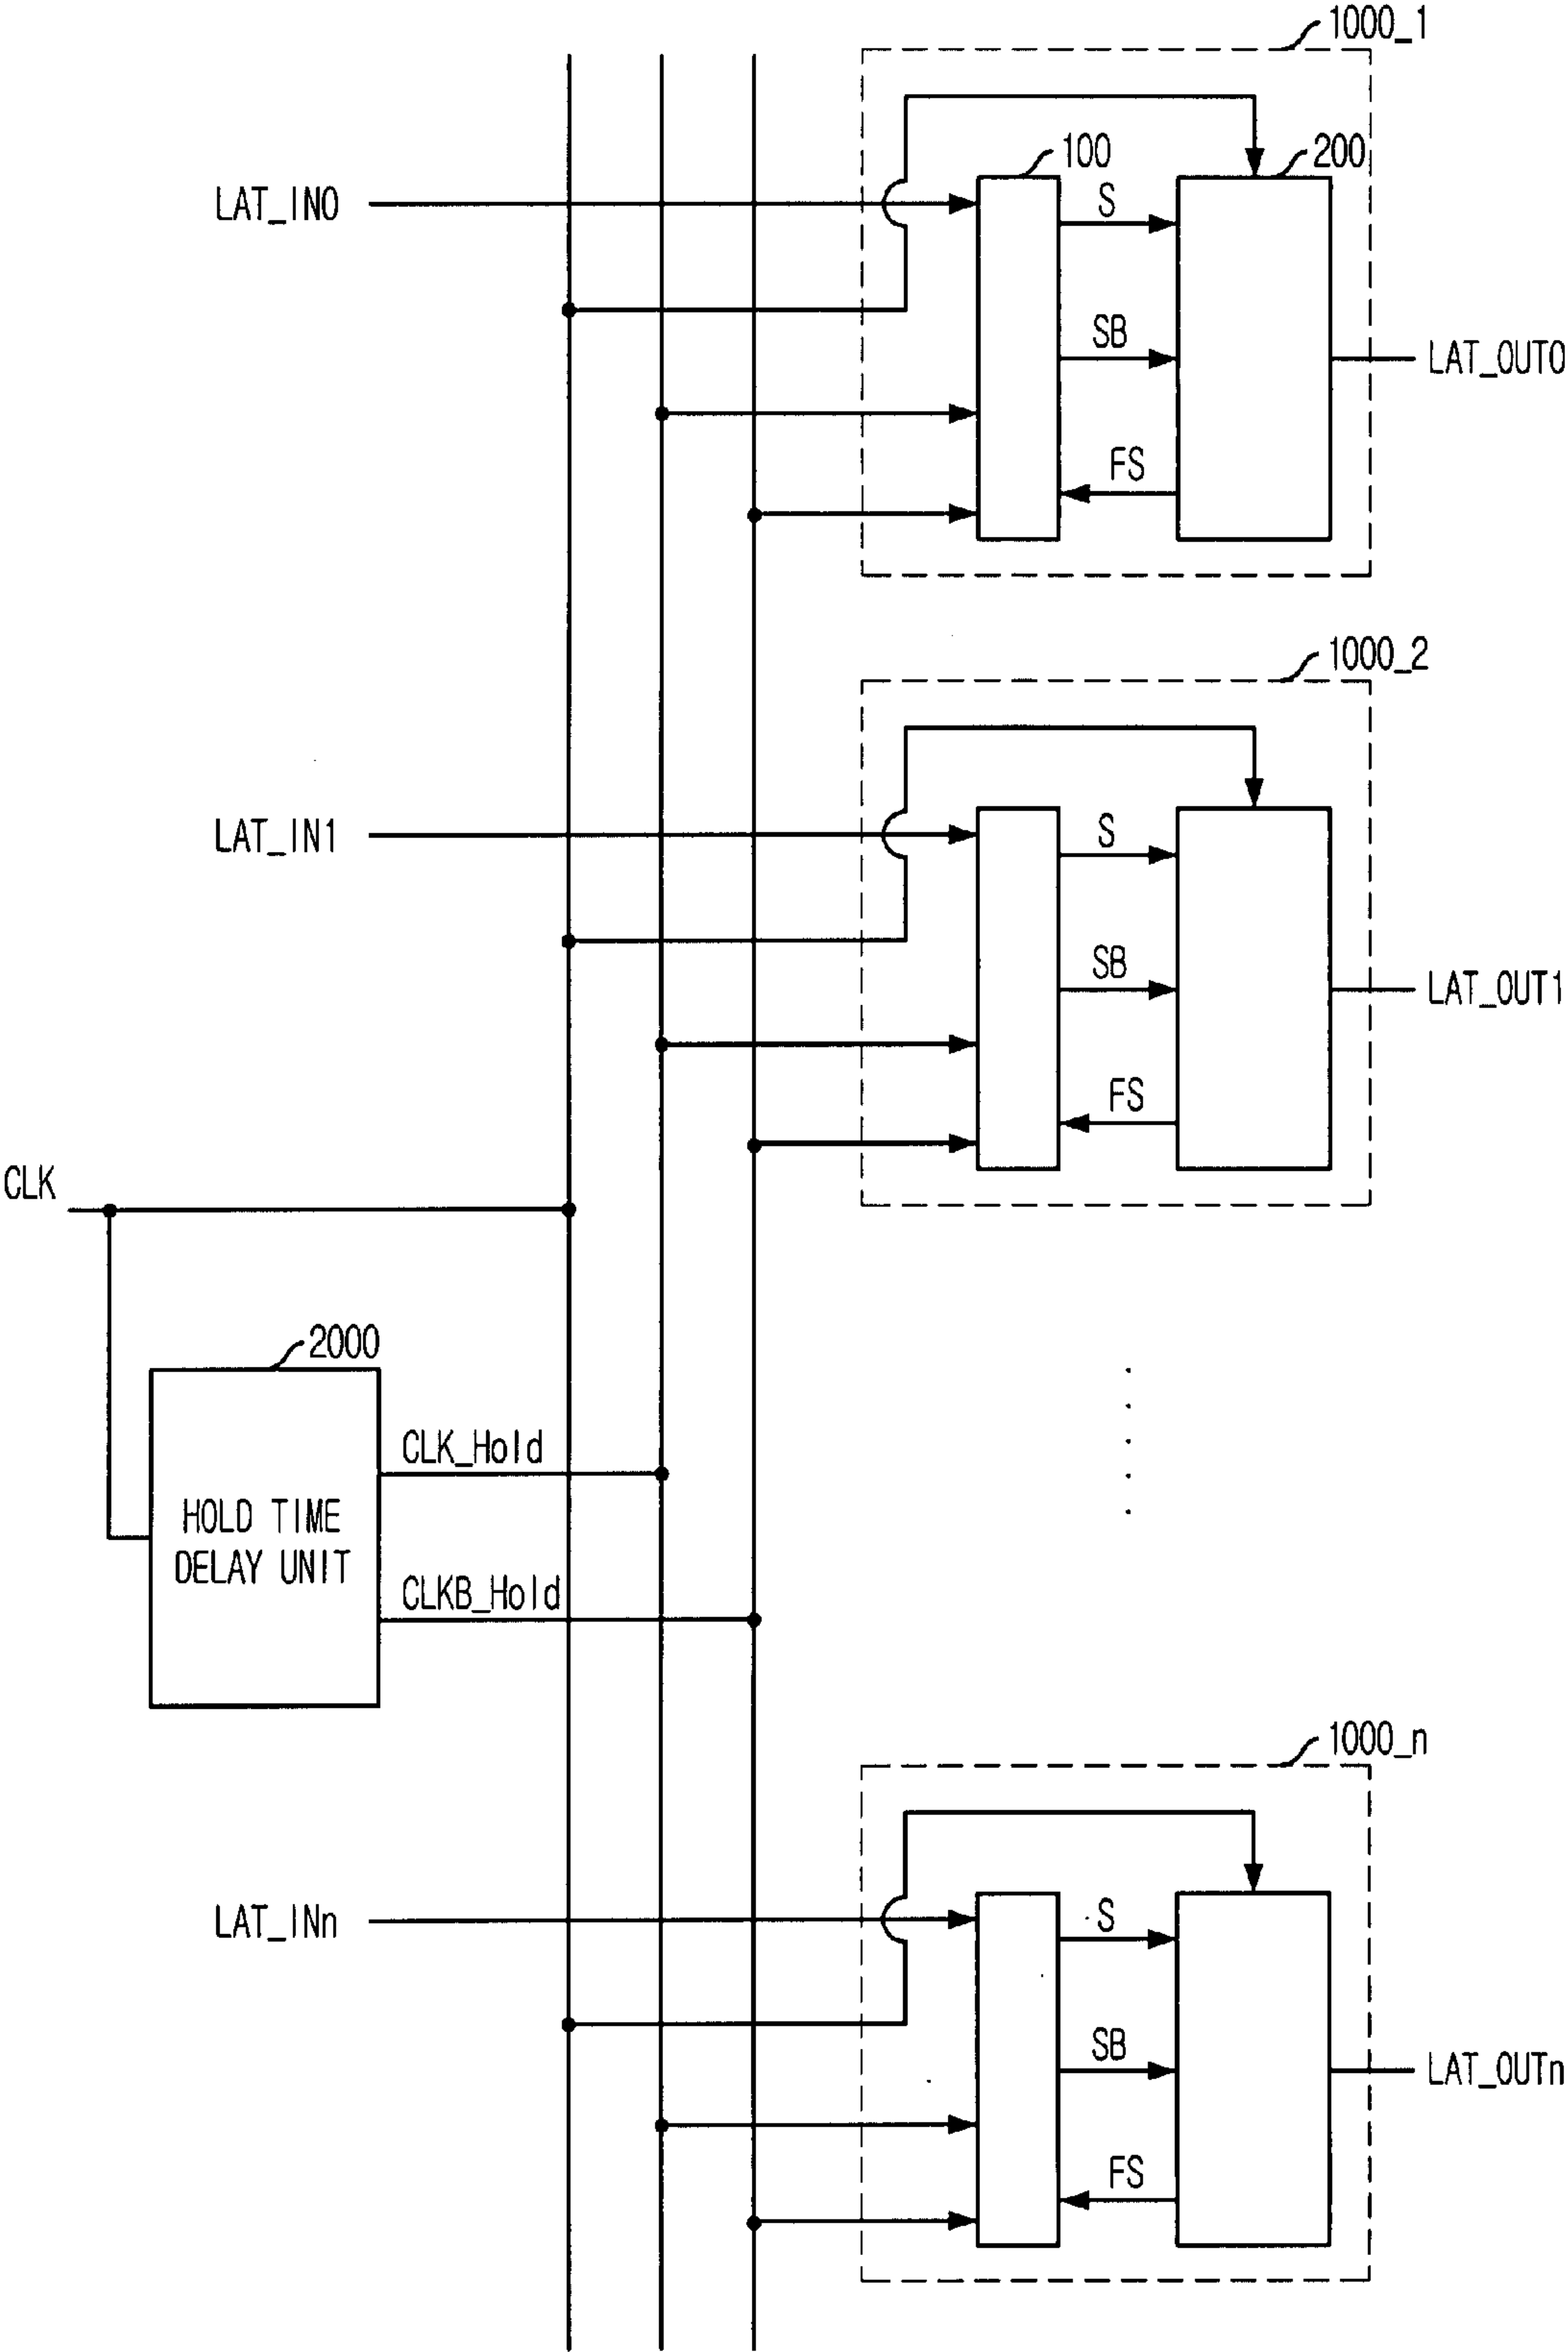 1000_1
100
200
LAT_IN0
S
SB
LAT_OUT0
FS
1000_2
LAT_IN1
S
SB
LAT_OUT1
FS
CLK
2000
CLK_Hold
HOLD TIME
DELAY UNIT
CLKB_Hold
1000_n
LAT_INn
S
SB
LAT_OUTn
FS